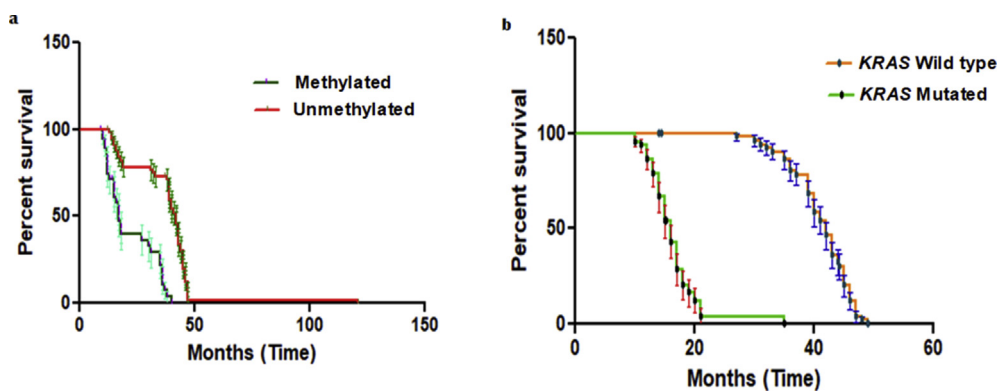 a
150
100
50
0
Percent survival
Methylated
Unmethylated
0 50 100 150
Months (Time)
b
150
100
50
0
Percent survival
KRAS Wild type
KRAS Mutated
0 20 40 60
Months (Time)